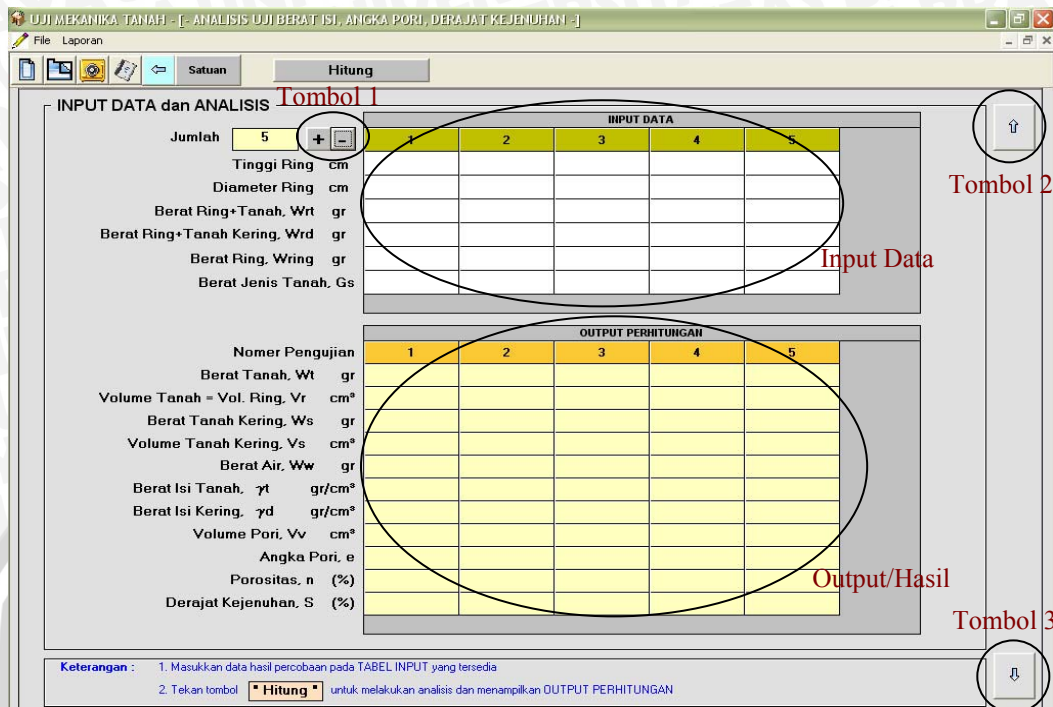 UJI MEKANIKA TANAH - [- ANALISIS UJI BERAT ISI, ANGKA PORI, DERAJAT KEJENUHAN -]
File Laporan
Satuan Hitung
Tombol 1
INPUT DATA dan ANALISIS
Tombol 2
Jumlah 5 + -
INPUT DATA
1 2 3 4 5
Tinggi Ring cm
Diameter Ring cm
Berat Ring+Tanah, Wrt gr
Berat Ring+Tanah Kering, Wrd gr
Berat Ring, Wring gr
Berat Jenis Tanah, Gs
Input Data
OUTPUT PERHITUNGAN
Nomer Pengujian 1 2 3 4 5
Berat Tanah, Wt gr
Volume Tanah = Vol. Ring, Vr cm³
Berat Tanah Kering, Ws gr
Volume Tanah Kering, Vs cm³
Berat Air, Ww gr
Berat Isi Tanah, γt gr/cm³
Berat Isi Kering, γd gr/cm³
Volume Pori, Vv cm³
Angka Pori, e
Porositas, n (%)
Derajat Kejenuhan, S (%)
Output/Hasil
Tombol 3
Keterangan : 1. Masukkan data hasil percobaan pada TABEL INPUT yang tersedia
2. Tekan tombol " Hitung " untuk melakukan analisis dan menampilkan OUTPUT PERHITUNGAN